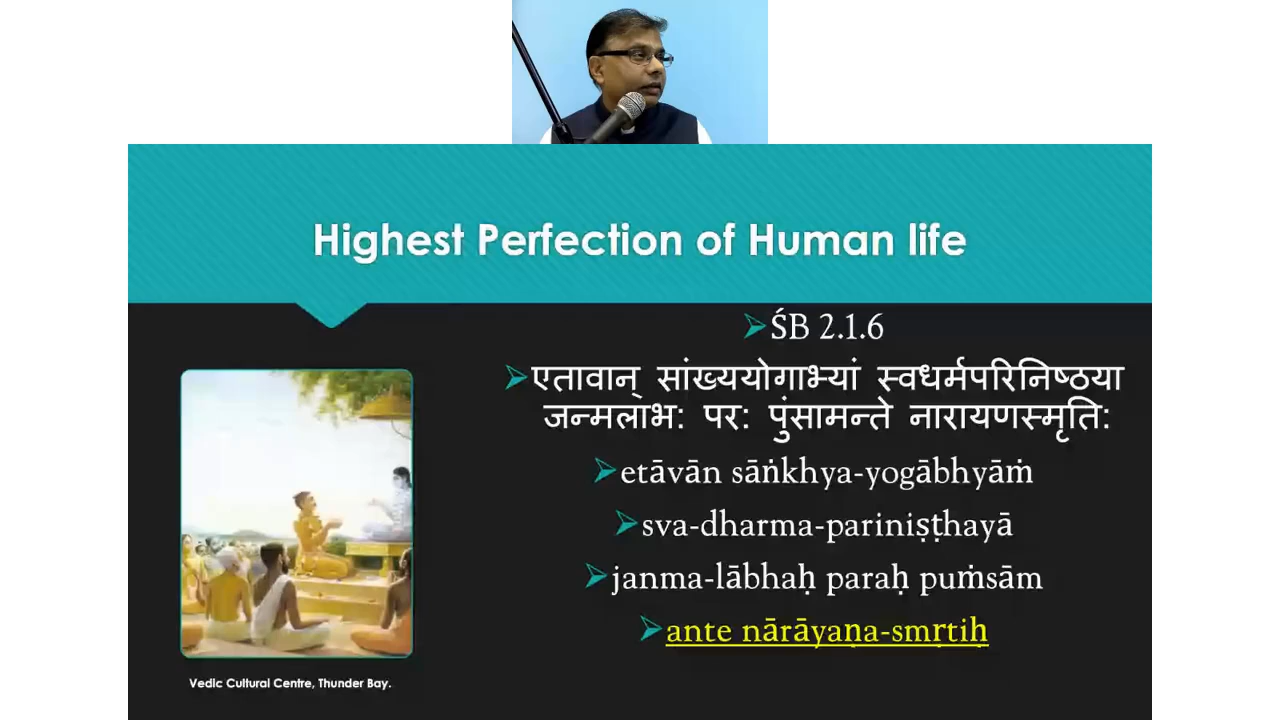 Highest Perfection of Human life
ŚB 2.1.6
एतावान् सांख्ययोगाभ्यां स्वधर्मपरिनिष्ठया
जन्मलाभ: पर: पुंसामन्ते नारायणस्मृति:
etāvān sāṅkhya-yogābhyāṁ
sva-dharma-pariniṣṭhayā
janma-lābhaḥ paraḥ puṁsām
ante nārāyaṇa-smṛtiḥ
Vedic Cultural Centre, Thunder Bay.